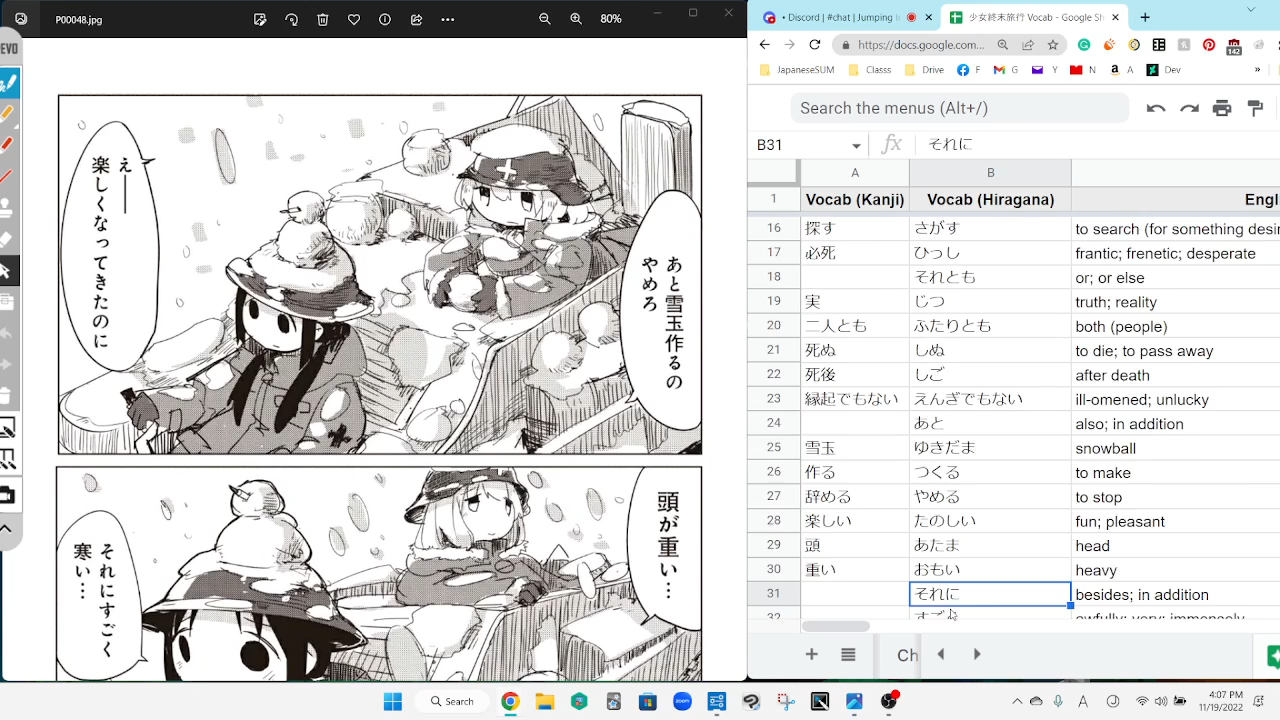 P00048.jpg
80%
Discord | #chat | Jumping I
少女終末旅行 Vocab - Google Sh
https://docs.google.com...
JapaneseSUM
Classs
Drive
F
G
Y
N
A
Dev
»
Search the menus (Alt+/)
B31
fx
それに
A
B
1
Vocab (Kanji)
Vocab (Hiragana)
Engl
16 探す さがす to search (for something desir
17 必死 ひっし frantic; frenetic; desperate
18 それとも or; or else
19 実 じつ truth; reality
20 二人とも ふたりとも both (people)
21 死ぬ しぬ to die; to pass away
22 死後 しご after death
23 縁起でもない えんぎでもない ill-omened; unlucky
24 あと also; in addition
25 雪玉 ゆきだま snowball
26 作る つくる to make
27 辞める やめる to stop
28 楽しい たのしい fun; pleasant
29 頭 あたま head
30 重い おもい heavy
31 それに besides; in addition
32 awfully; very; immensely
Ch
あと雪玉作るの
やめろ
えー
楽しくなってきたのに
頭が重い…
それにすごく
寒い…
EVO
142
Search
zoom
A
4:07 PM